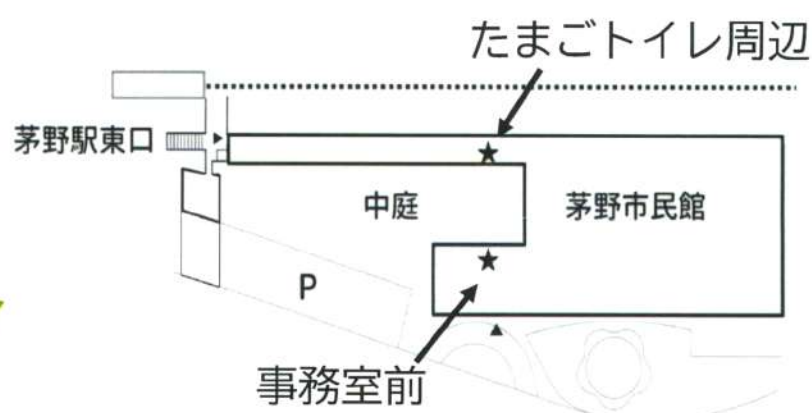 たまごトイレ周辺
茅野駅東口
中庭
茅野市民館
P
事務室前